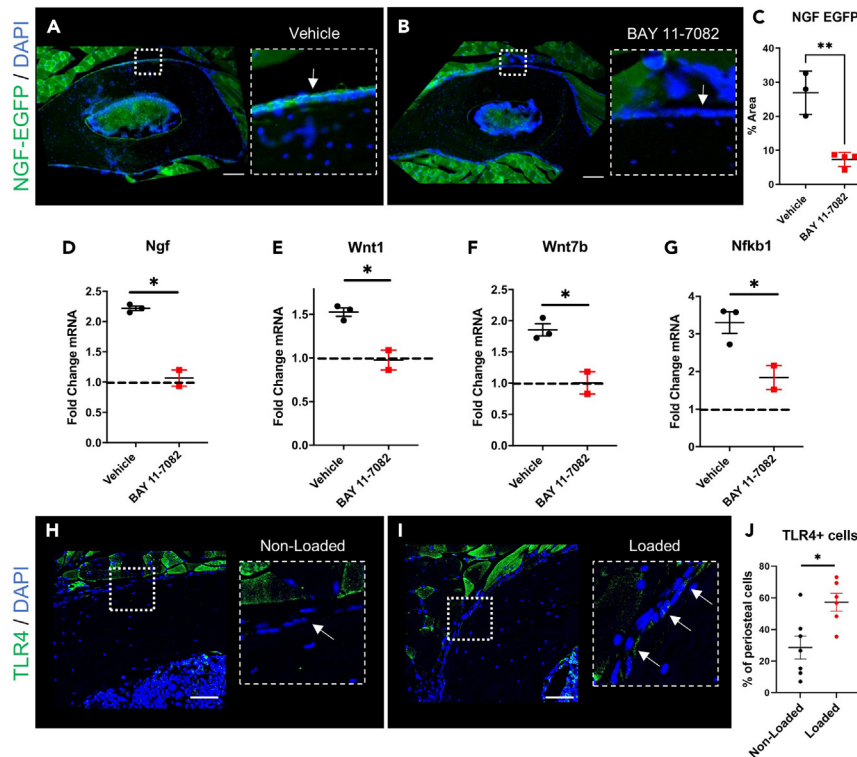 A
Vehicle
B
BAY 11-7082
NGF-EGFP / DAPI
C
NGF EGFP
**
% Area
40
30
20
10
0
Vehicle
BAY 11-7082
D
Ngf
*
Fold Change mRNA
2.5
2.0
1.5
1.0
0.5
0.0
Vehicle
BAY 11-7082
E
Wnt1
*
Fold Change mRNA
1.5
1.0
0.5
0.0
Vehicle
BAY 11-7082
F
Wnt7b
*
Fold Change mRNA
2.5
2.0
1.5
1.0
0.5
0.0
Vehicle
BAY 11-7082
G
Nfkb1
*
Fold Change mRNA
4
3
2
1
0
Vehicle
BAY 11-7082
H
Non-Loaded
I
Loaded
TLR4 / DAPI
J
TLR4+ cells
*
% of periosteal cells
80
60
40
20
0
Non-Loaded
Loaded